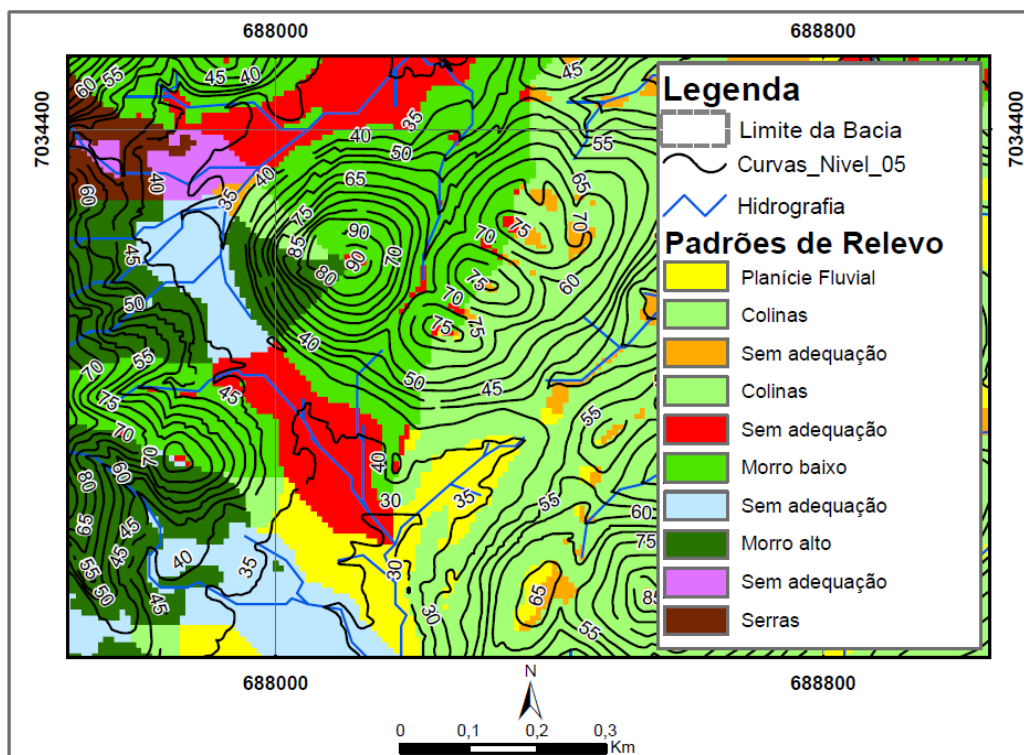 688000 688800
7034400
7034400
60 55 45 40 45
35
40 50 55
60 40 35 40 65 65
75 90 70 75 70
45 85 90 70
80 75 60
50 70
75 75
40
70 55 45 50 45
75 55
70 70 40
80 60 30 35 55 60
65 45 75
45 40 35 30
55 50 45 30 65 85
55
Legenda
Limite da Bacia
Curvas_Nivel_05
Hidrografia
Padrões de Relevo
Planície Fluvial
Colinas
Sem adequação
Colinas
Sem adequação
Morro baixo
Sem adequação
Morro alto
Sem adequação
Serras
688000 688800
N
0 0,1 0,2 0,3
Km